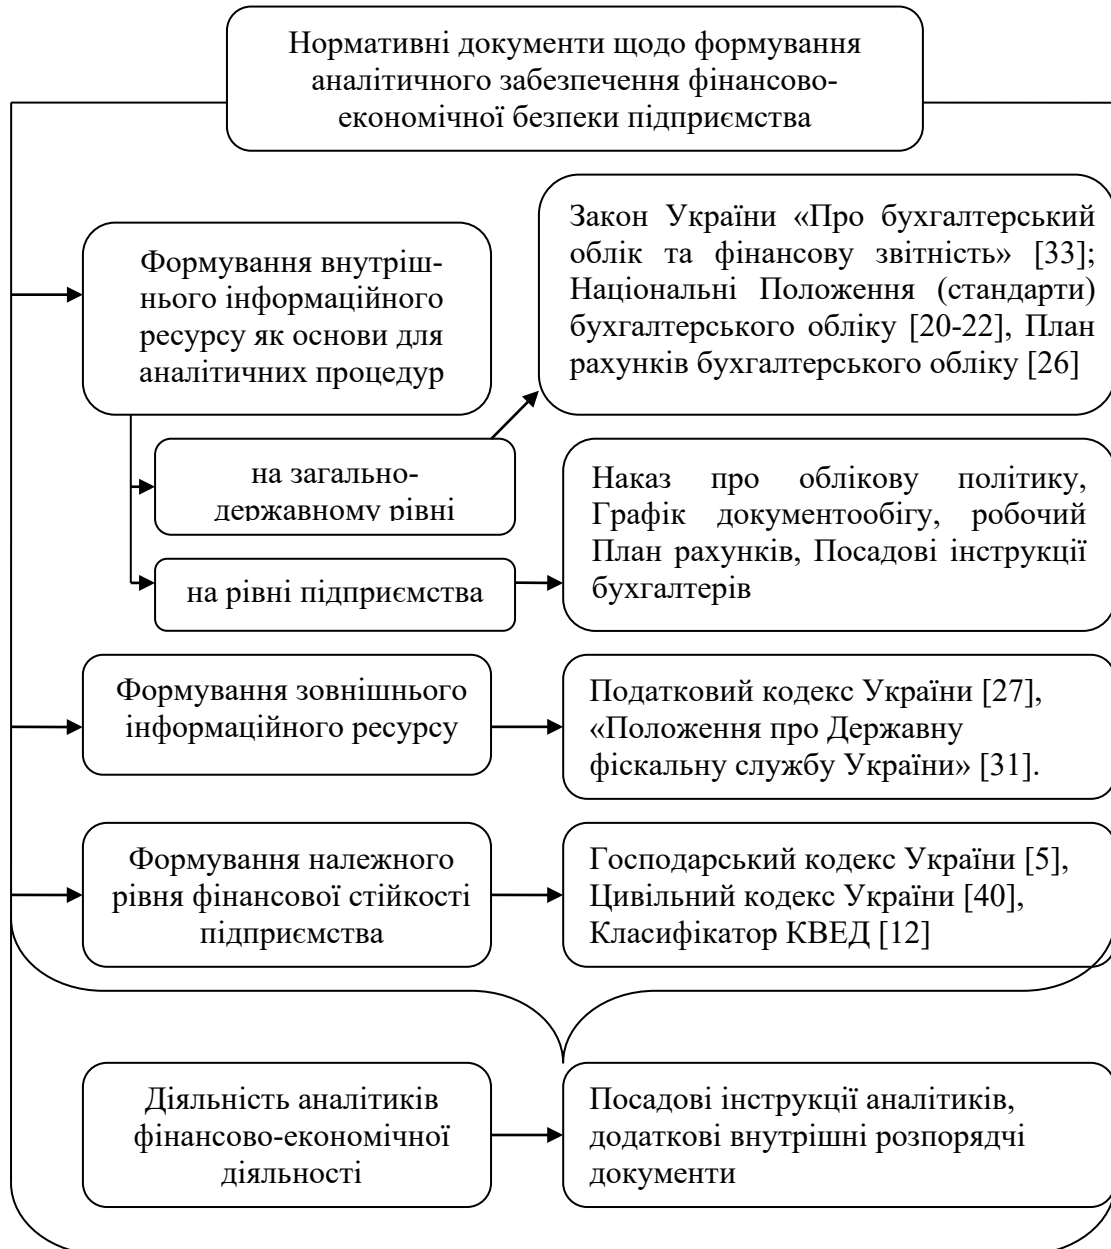 Нормативні документи щодо формування
аналітичного забезпечення фінансово-
економічної безпеки підприємства
Формування внутріш-
нього інформаційного
ресурсу як основи для
аналітичних процедур
Закон України «Про бухгалтерський
облік та фінансову звітність» [33];
Національні Положення (стандарти)
бухгалтерського обліку [20-22], План
рахунків бухгалтерського обліку [26]
на загально-
державному рівні
Наказ про облікову політику,
Графік документообігу, робочий
План рахунків, Посадові інструкції
бухгалтерів
на рівні підприємства
Формування зовнішнього
інформаційного ресурсу
Податковий кодекс України [27],
«Положення про Державну
фіскальну службу України» [31].
Формування належного
рівня фінансової стійкості
підприємства
Господарський кодекс України [5],
Цивільний кодекс України [40],
Класифікатор КВЕД [12]
Діяльність аналітиків
фінансово-економічної
діяльності
Посадові інструкції аналітиків,
додаткові внутрішні розпорядчі
документи